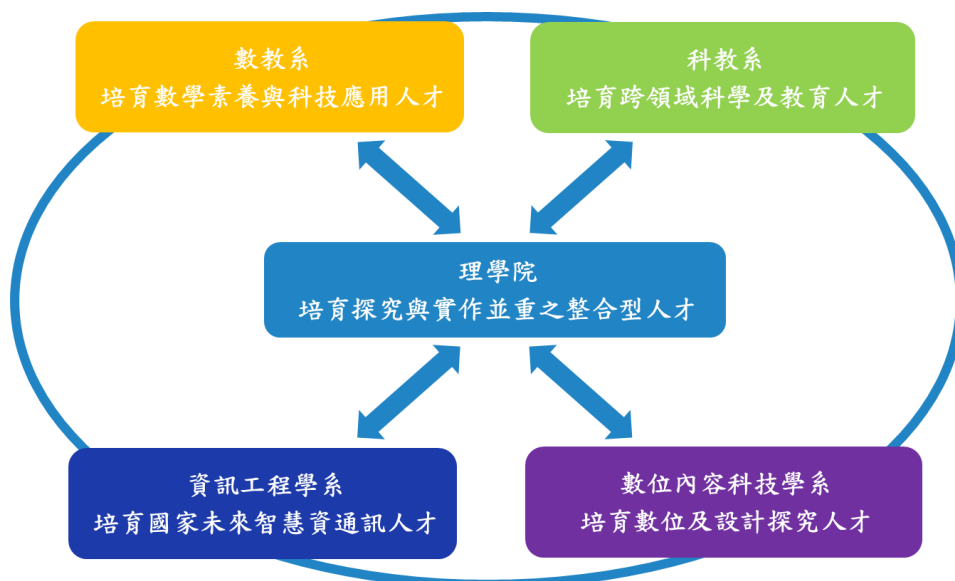 數教系
培育數學素養與科技應用人才
科教系
培育跨領域科學及教育人才
理學院
培育探究與實作並重之整合型人才
資訊工程學系
培育國家未來智慧資通訊人才
數位內容科技學系
培育數位及設計探究人才